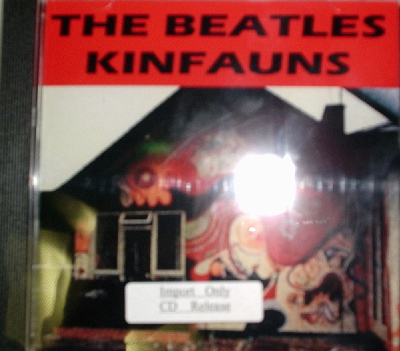 THE BEATLES
KINFAUNS
Import Only
CD Release